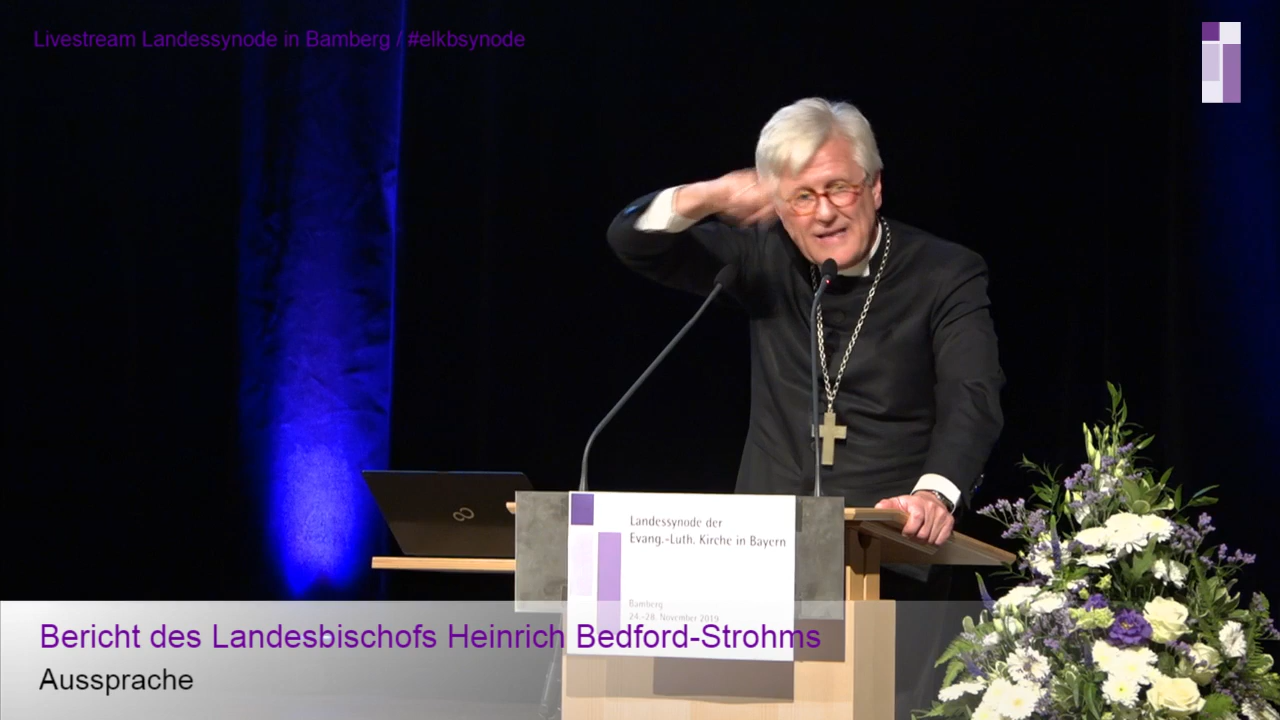 Livestream Landessynode in Bamberg / #elkbsynode
Landessynode der
Evang.-Luth. Kirche in Bayern
Bamberg
24.-28. November 2019
Bericht des Landesbischofs Heinrich Bedford-Strohms
Aussprache